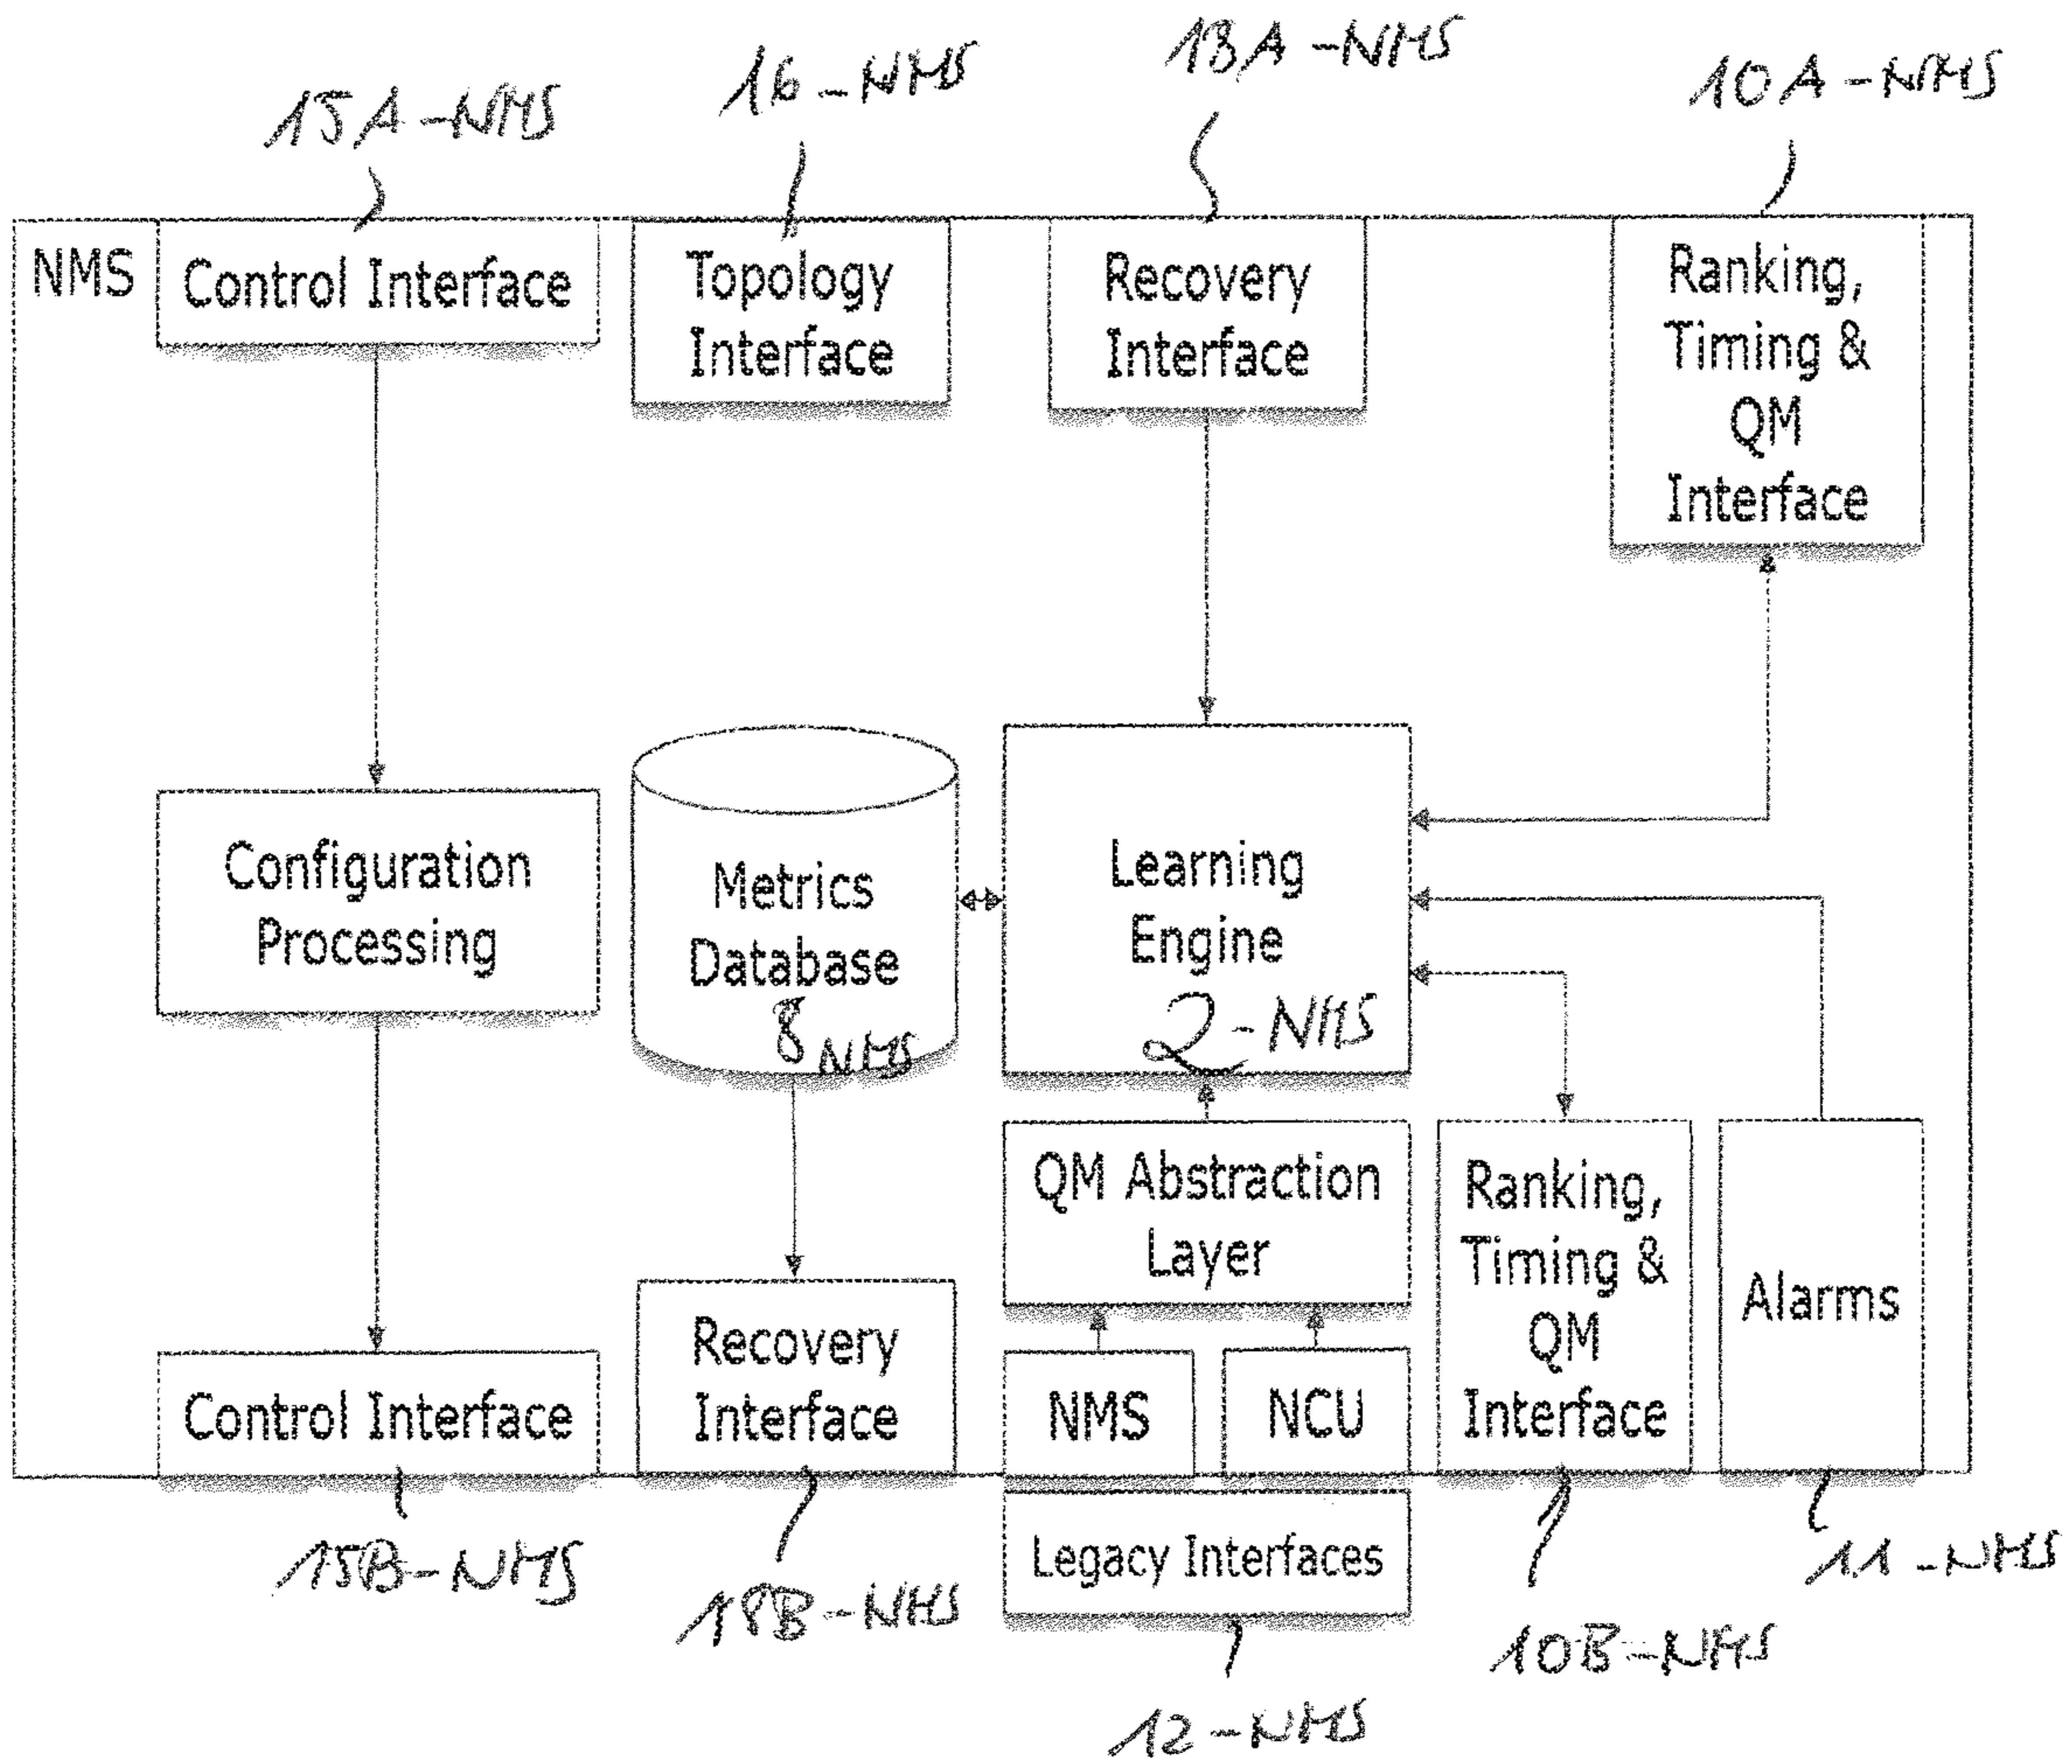 15A-NMS
16-NMS
18A-NMS
10A-NMS
NMS
Control Interface
Topology
Interface
Recovery
Interface
Ranking,
Timing &
QM
Interface
Configuration
Processing
Metrics
Database
8 NMS
Learning
Engine
2-NMS
QM Abstraction
Layer
Ranking,
Timing &
QM
Interface
Alarms
Recovery
Interface
Control Interface
NMS
NCU
Legacy Interfaces
15B-NMS
18B-NMS
12-NMS
10B-NMS
11-NMS